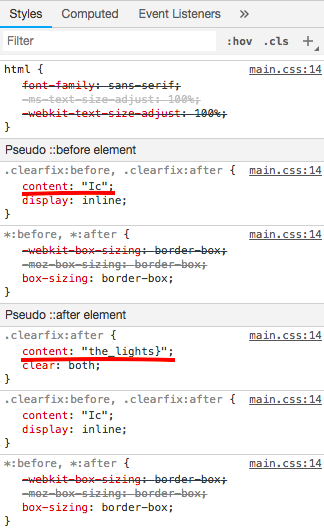 Styles Computed Event Listeners »
Filter :hov .cls +
html { main.css:14
font-family: sans-serif;
-ms-text-size-adjust: 100%;
-webkit-text-size-adjust: 100%;
}
Pseudo ::before element
.clearfix:before, .clearfix:after { main.css:14
content: "Ic";
display: inline;
}
*:before, *:after { main.css:14
-webkit-box-sizing: border-box;
-moz-box-sizing: border-box;
box-sizing: border-box;
}
Pseudo ::after element
.clearfix:after { main.css:14
content: "the_lights}";
clear: both;
}
.clearfix:before, .clearfix:after { main.css:14
content: "Ic";
display: inline;
}
*:before, *:after { main.css:14
-webkit-box-sizing: border-box;
-moz-box-sizing: border-box;
box-sizing: border-box;
}